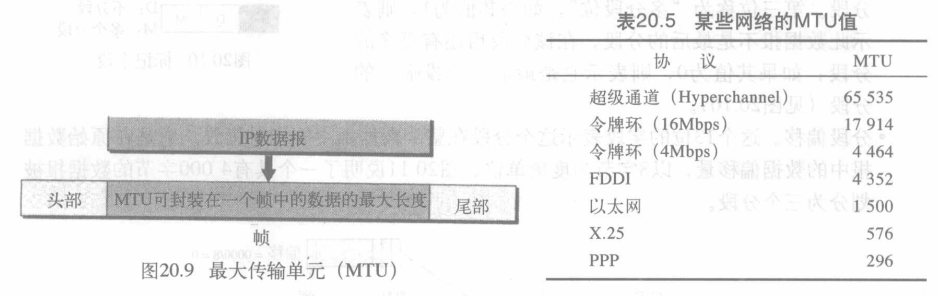 表20.5 某些网络的MTU值
协 议 MTU
超级通道（Hyperchannel） 65 535
令牌环（16Mbps） 17 914
令牌环（4Mbps） 4 464
FDDI 4 352
以太网 1 500
X.25 576
PPP 296
IP数据报
头部 MTU可封装在一个帧中的数据的最大长度 尾部
帧
图20.9 最大传输单元（MTU）